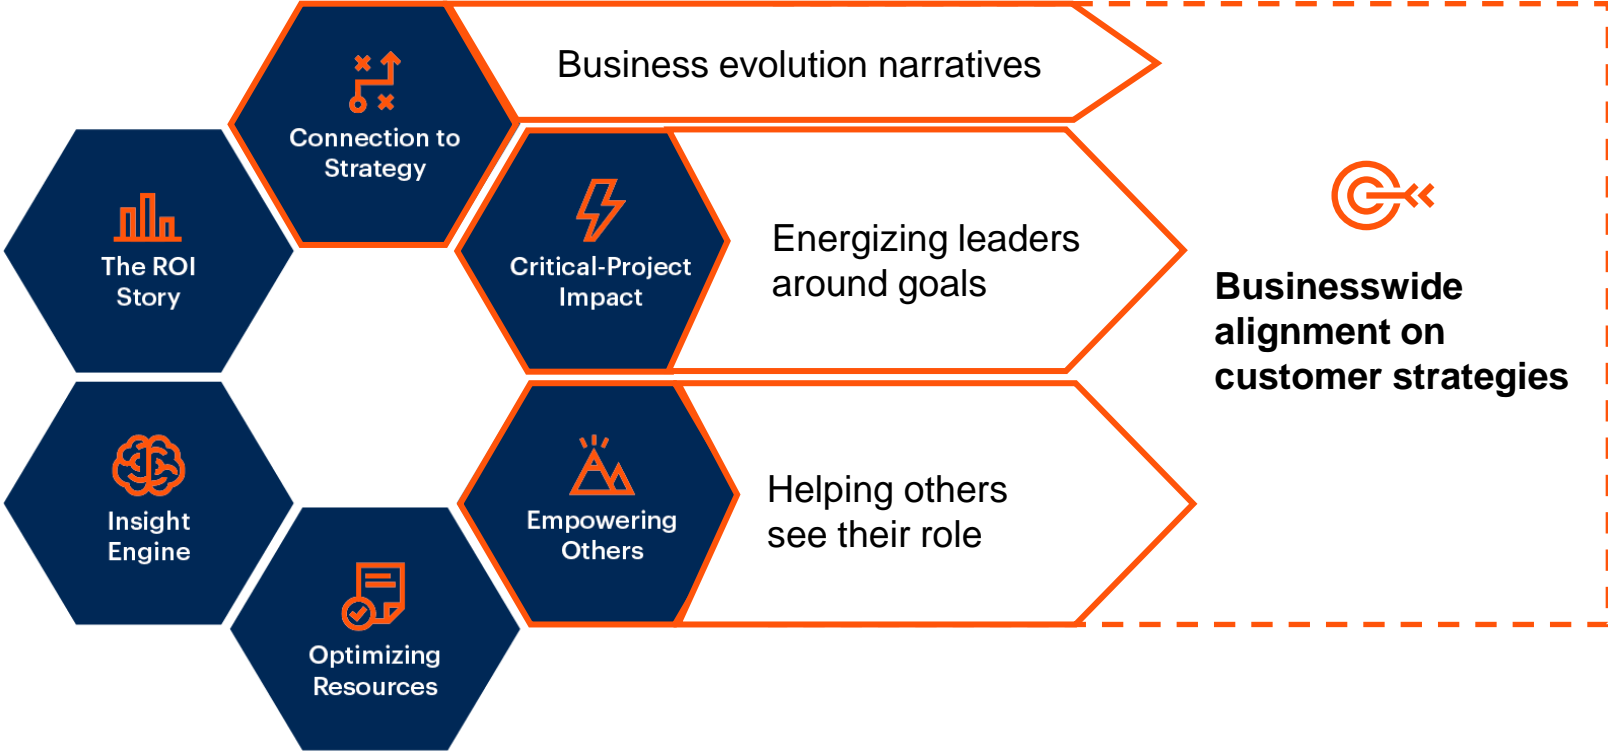 Connection to
Strategy
Business evolution narratives
The ROI
Story
Critical-Project
Impact
Energizing leaders
around goals
Businesswide
alignment on
customer strategies
Insight
Engine
Empowering
Others
Helping others
see their role
Optimizing
Resources